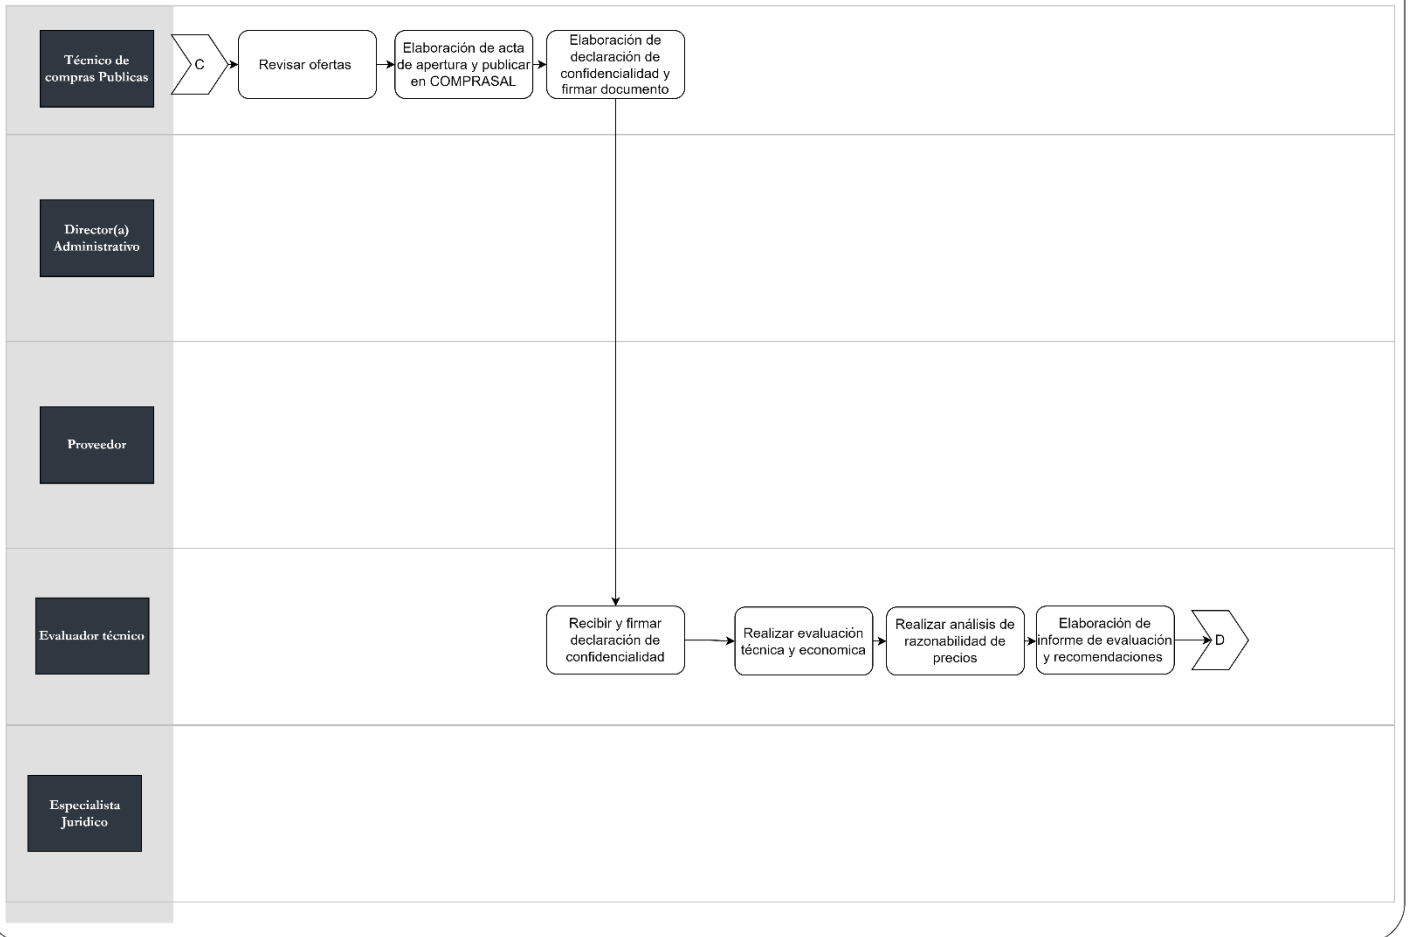 Técnico de
compras Publicas
C
Revisar ofertas
Elaboración de acta
de apertura y publicar
en COMPRASAL
Elaboración de
declaración de
confidencialidad y
firmar documento
Director(a)
Administrativo
Proveedor
Evaluador técnico
Recibir y firmar
declaración de
confidencialidad
Realizar evaluación
técnica y economica
Realizar análisis de
razonabilidad de
precios
Elaboración de
informe de evaluación
y recomendaciones
D
Especialista
Jurídico